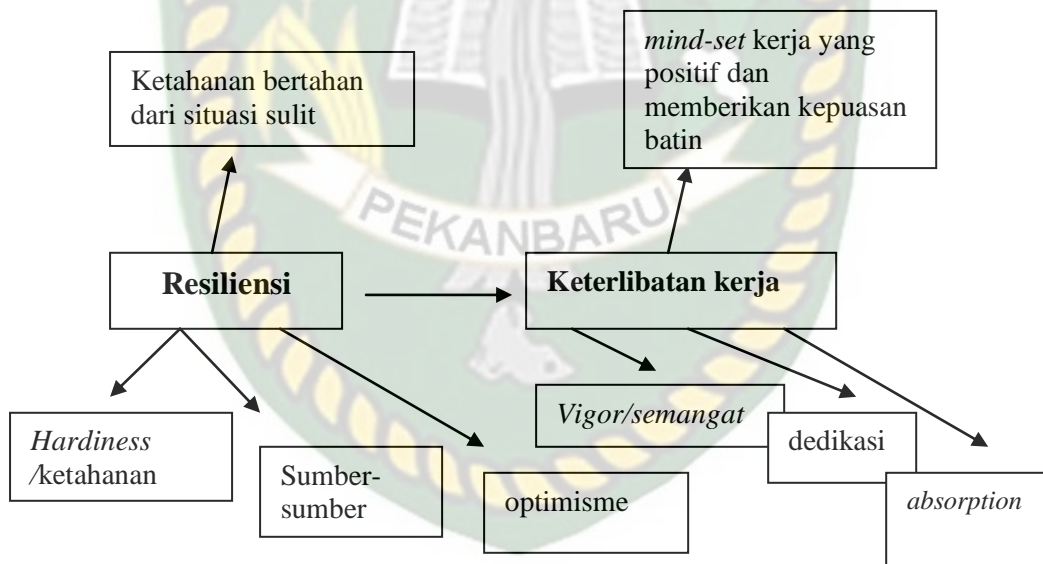 Ketahanan bertahan
dari situasi sulit
mind-set kerja yang
positif dan
memberikan kepuasan
batin
PEKANBARU
Resiliensi
Keterlibatan kerja
Hardiness
/ketahanan
Sumber-
sumber
optimisme
Vigor/semangat
dedikasi
absorption